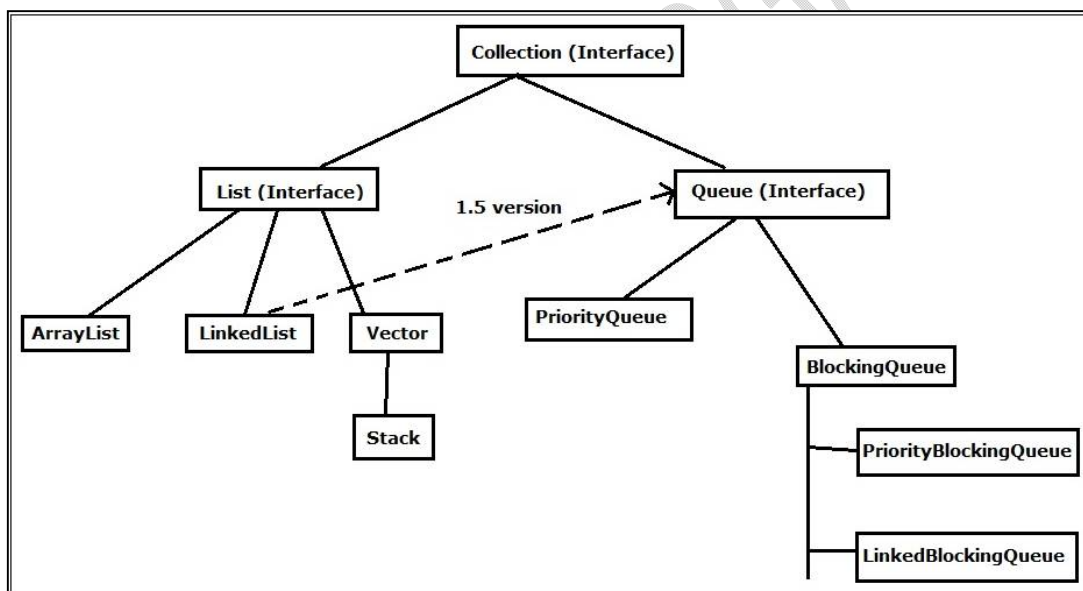 Collection (Interface)
List (Interface)
Queue (Interface)
1.5 version
ArrayList
LinkedList
Vector
PriorityQueue
BlockingQueue
Stack
PriorityBlockingQueue
LinkedBlockingQueue